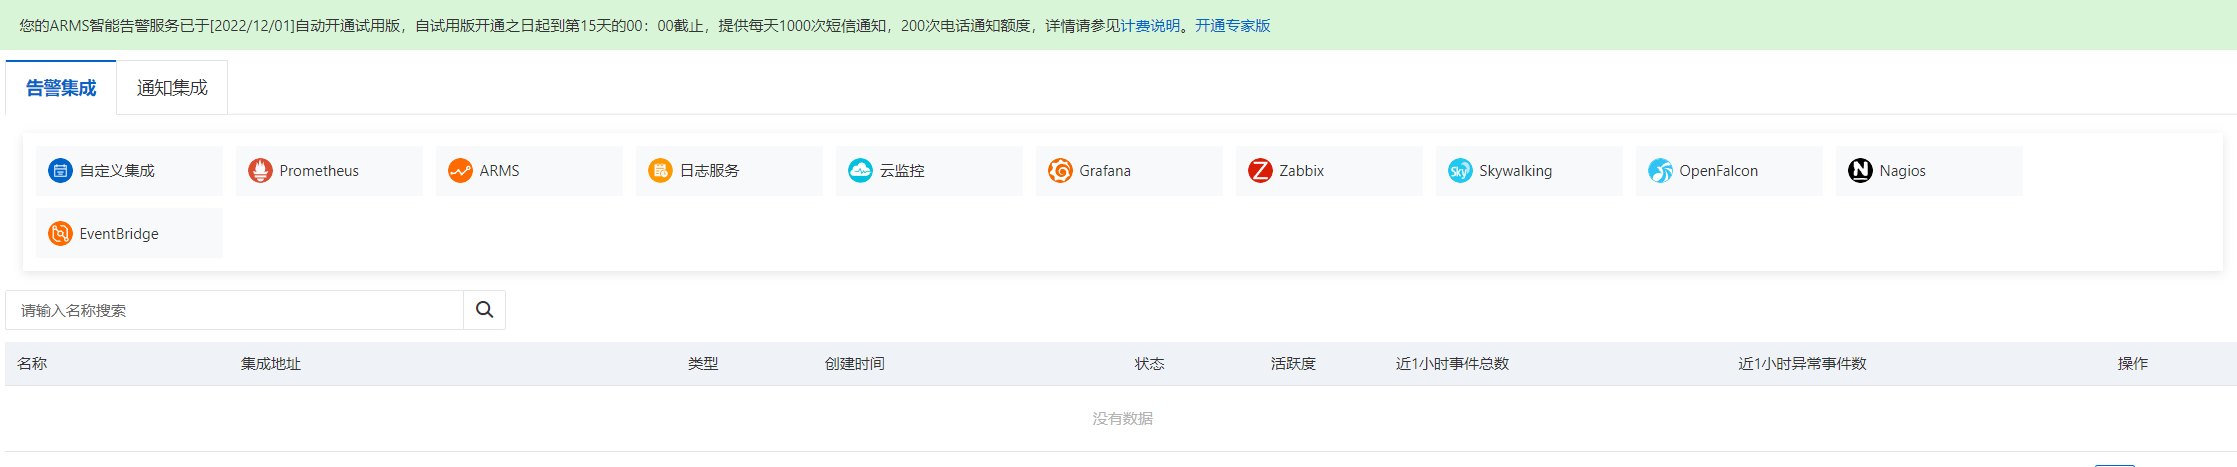 您的ARMS智能告警服务已于[2022/12/01]自动开通试用版，自试用版开通之日起到第15天的00：00截止，提供每天1000次短信通知，200次电话通知额度，详情请参见计费说明。开通专家版
告警集成 通知集成
自定义集成 Prometheus ARMS 日志服务 云监控 Grafana Zabbix Skywalking OpenFalcon Nagios
EventBridge
请输入名称搜索
名称 集成地址 类型 创建时间 状态 活跃度 近1小时事件总数 近1小时异常事件数 操作
没有数据